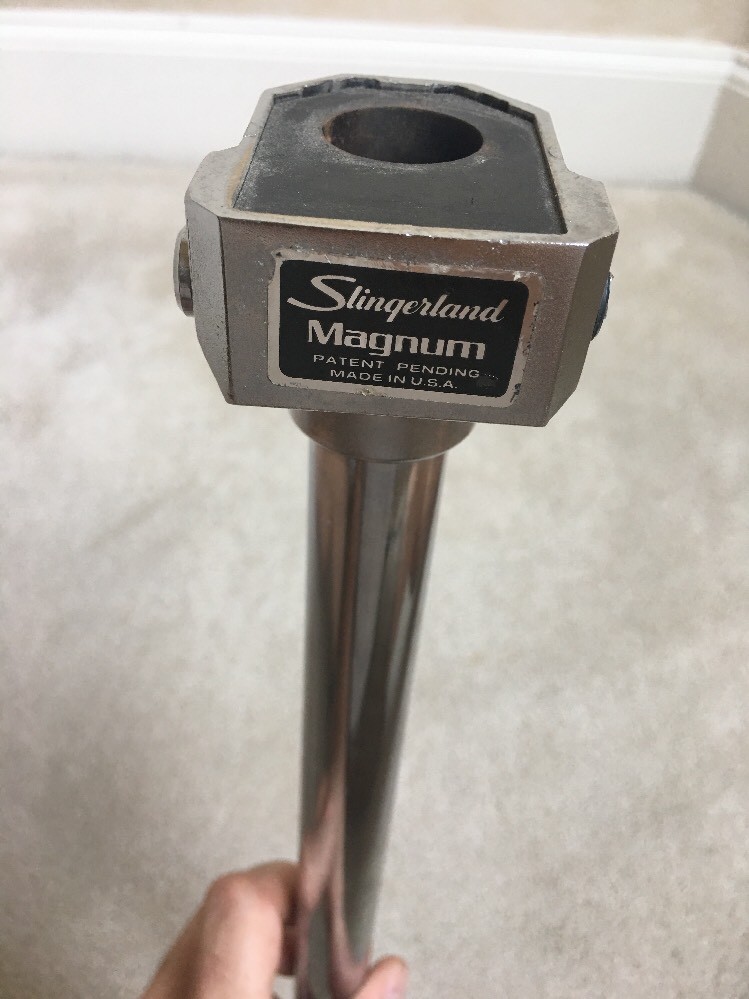 Slingerland
Magnum
PATENT PENDING
MADE IN U.S.A.